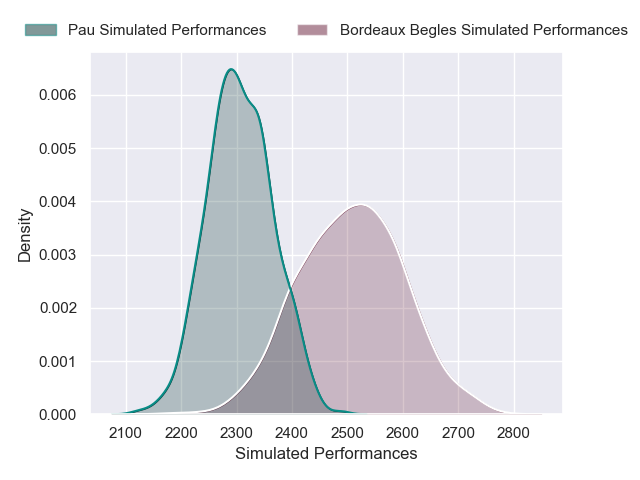 Pau Simulated Performances
Bordeaux Begles Simulated Performances
Density
0.006
0.005
0.004
0.003
0.002
0.001
0.000
2100 2200 2300 2400 2500 2600 2700 2800
Simulated Performances